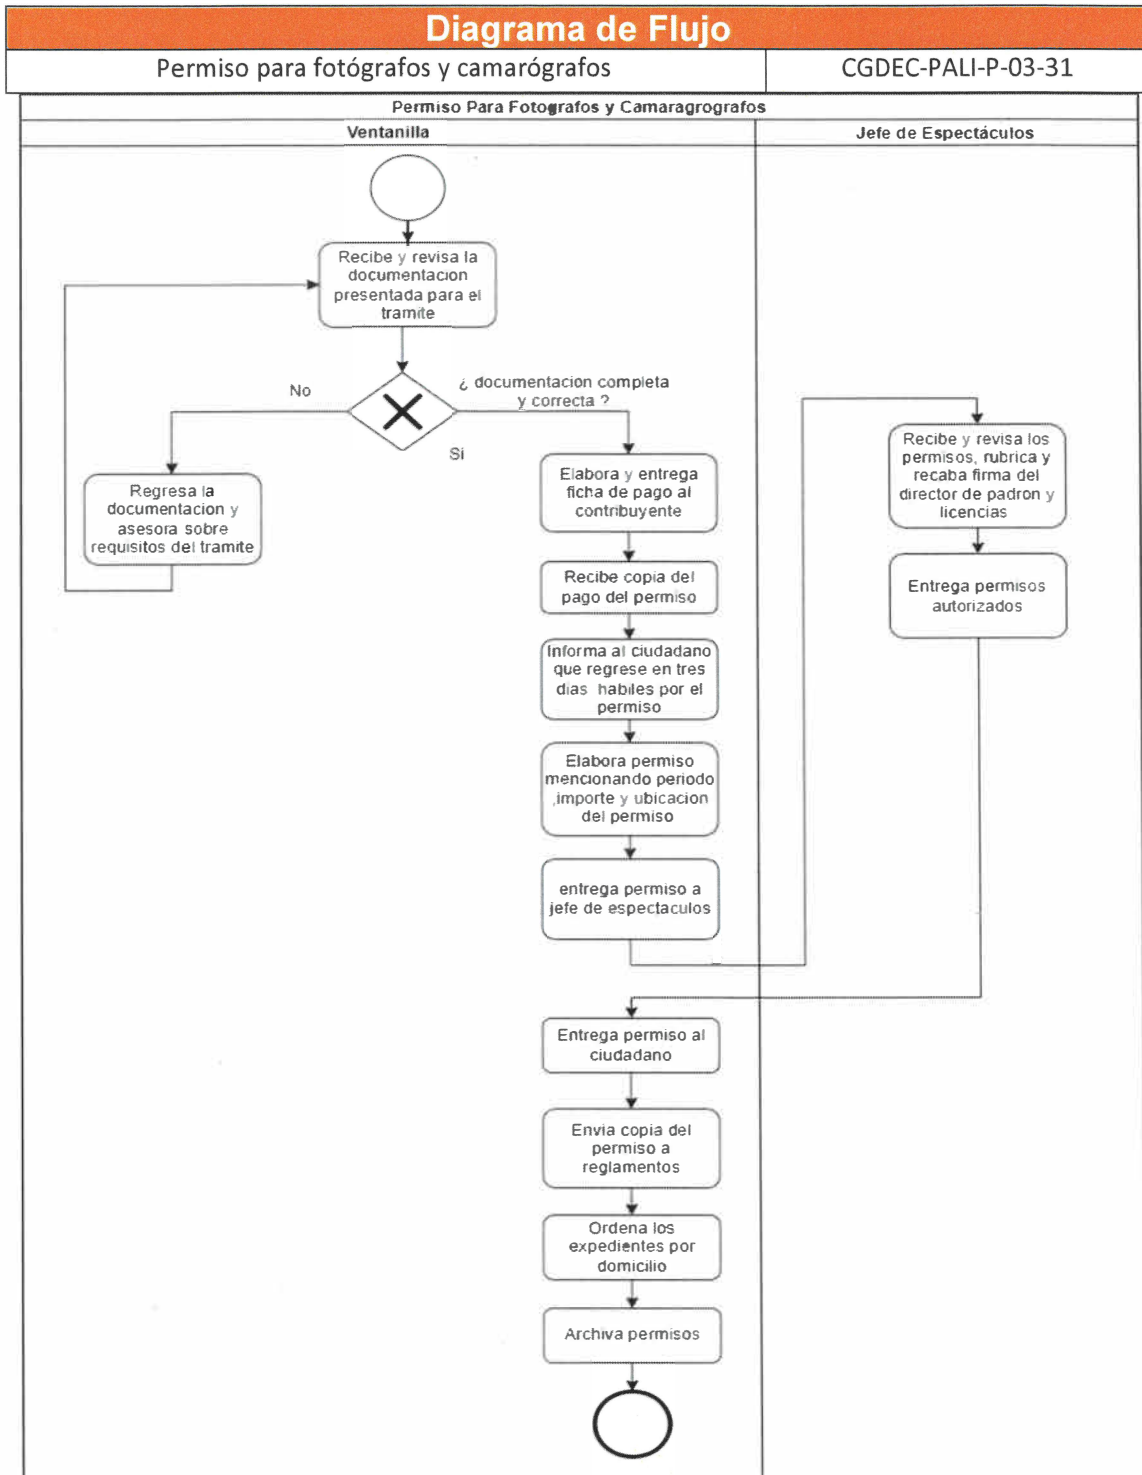 Diagrama de Flujo
Permiso para fotógrafos y camarógrafos
CGDEC-PALI-P-03-31
Permiso Para Fotografos y Camaragrografos
Ventanilla
Jefe de Espectáculos
Recibe y revisa la
documentacion
presentada para el
tramite
No
¿ documentacion completa
y correcta ?
Si
Regresa la
documentacion y
asesora sobre
requisitos del tramite
Elabora y entrega
ficha de pago al
contribuyente
Recibe copia del
pago del permiso
Informa al ciudadano
que regrese en tres
dias habiles por el
permiso
Elabora permiso
mencionando periodo
,importe y ubicacion
del permiso
entrega permiso a
jefe de espectaculos
Recibe y revisa los
permisos, rubrica y
recaba firma del
director de padron y
licencias
Entrega permisos
autorizados
Entrega permiso al
ciudadano
Envia copia del
permiso a
reglamentos
Ordena los
expedientes por
domicilio
Archiva permisos